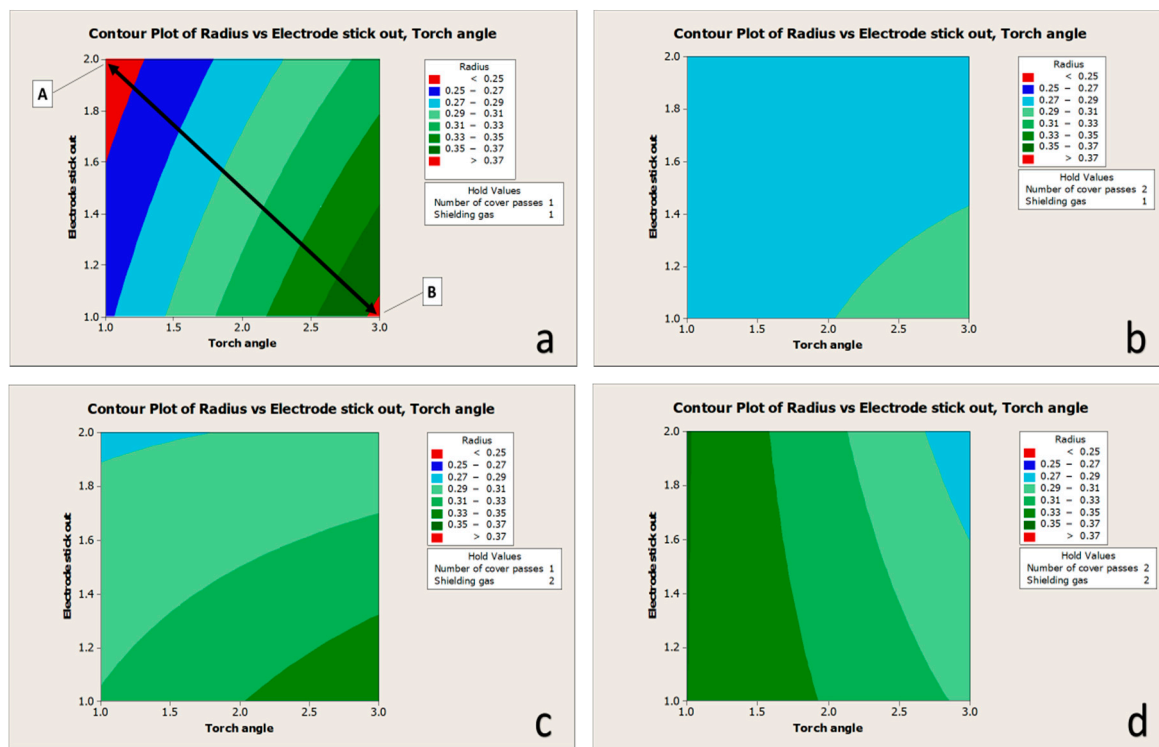 Contour Plot of Radius vs Electrode stick out, Torch angle
A
B
Electrode stick out
2.0
1.8
1.6
1.4
1.2
1.0
1.0 1.5 2.0 2.5 3.0
Torch angle
Radius
< 0.25
0.25 – 0.27
0.27 – 0.29
0.29 – 0.31
0.31 – 0.33
0.33 – 0.35
0.35 – 0.37
> 0.37
Hold Values
Number of cover passes 1
Shielding gas 1
a
Contour Plot of Radius vs Electrode stick out, Torch angle
Electrode stick out
2.0
1.8
1.6
1.4
1.2
1.0
1.0 1.5 2.0 2.5 3.0
Torch angle
Radius
< 0.25
0.25 – 0.27
0.27 – 0.29
0.29 – 0.31
0.31 – 0.33
0.33 – 0.35
0.35 – 0.37
> 0.37
Hold Values
Number of cover passes 2
Shielding gas 1
b
Contour Plot of Radius vs Electrode stick out, Torch angle
Electrode stick out
2.0
1.8
1.6
1.4
1.2
1.0
1.0 1.5 2.0 2.5 3.0
Torch angle
Radius
< 0.25
0.25 – 0.27
0.27 – 0.29
0.29 – 0.31
0.31 – 0.33
0.33 – 0.35
0.35 – 0.37
> 0.37
Hold Values
Number of cover passes 1
Shielding gas 2
c
Contour Plot of Radius vs Electrode stick out, Torch angle
Electrode stick out
2.0
1.8
1.6
1.4
1.2
1.0
1.0 1.5 2.0 2.5 3.0
Torch angle
Radius
< 0.25
0.25 – 0.27
0.27 – 0.29
0.29 – 0.31
0.31 – 0.33
0.33 – 0.35
0.35 – 0.37
> 0.37
Hold Values
Number of cover passes 2
Shielding gas 2
d